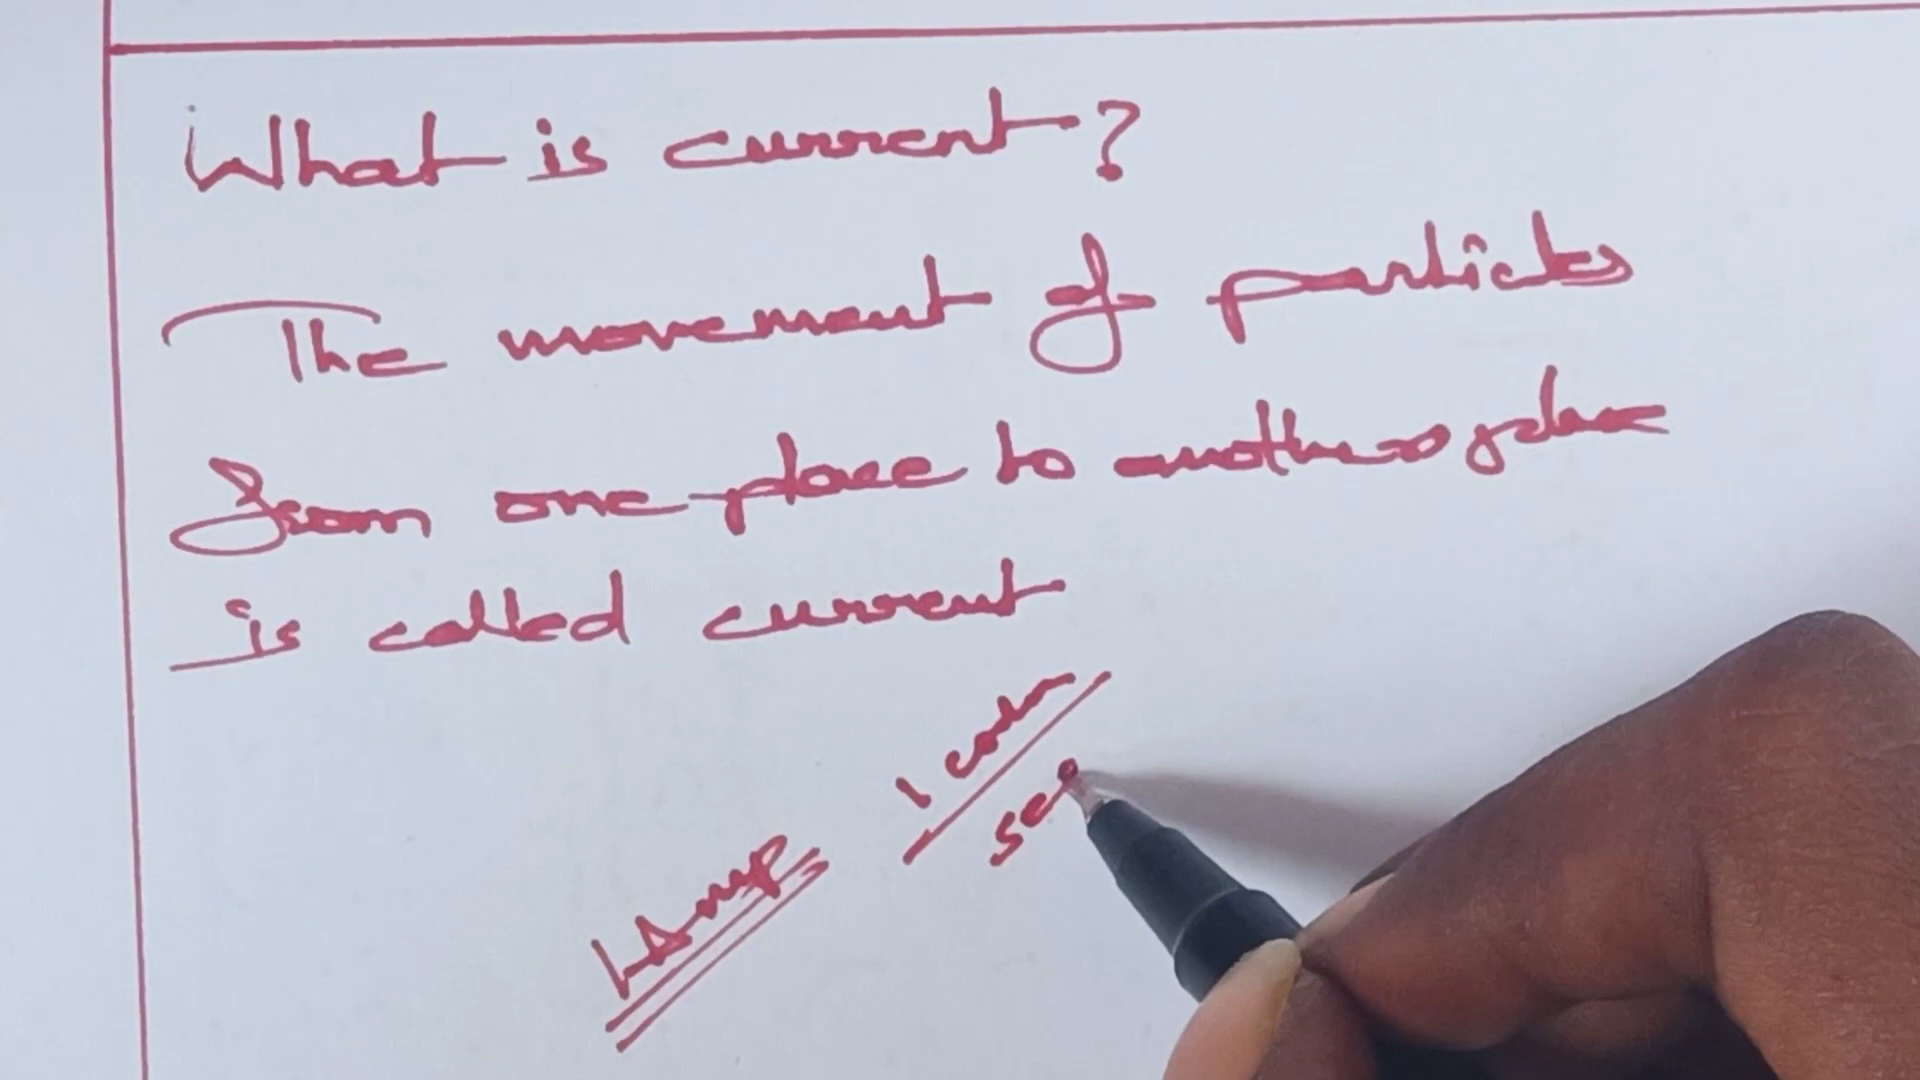 What is current?
The movement of particles
from one place to another place
is called current
1 Amp
1
sec